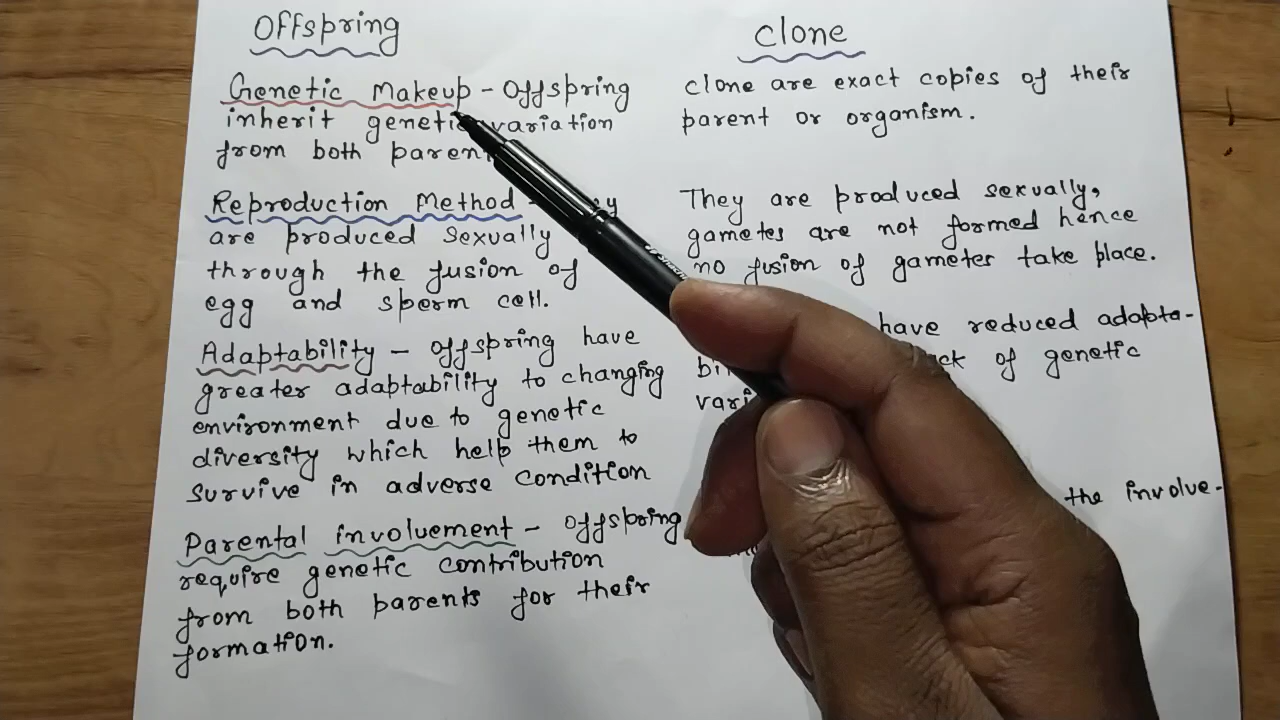 Offspring
Genetic Makeup - Offspring
inherit genetic variation
from both
Reproduction Method -
are produced sexually
through the fusion of
egg and sperm cell.
Adaptability - Offspring have
greater adaptability to changing
environment due to genetic
diversity which help them to
survive in adverse condition
Parental involvement - Offspring
require genetic contribution
from both parents for their
formation.
Clone
clone are exact copies of their
parent or organism.
They are produced sexually,
gametes are not formed hence
no fusion of gametes take place.
have reduced adapta-
of genetic
the involve-